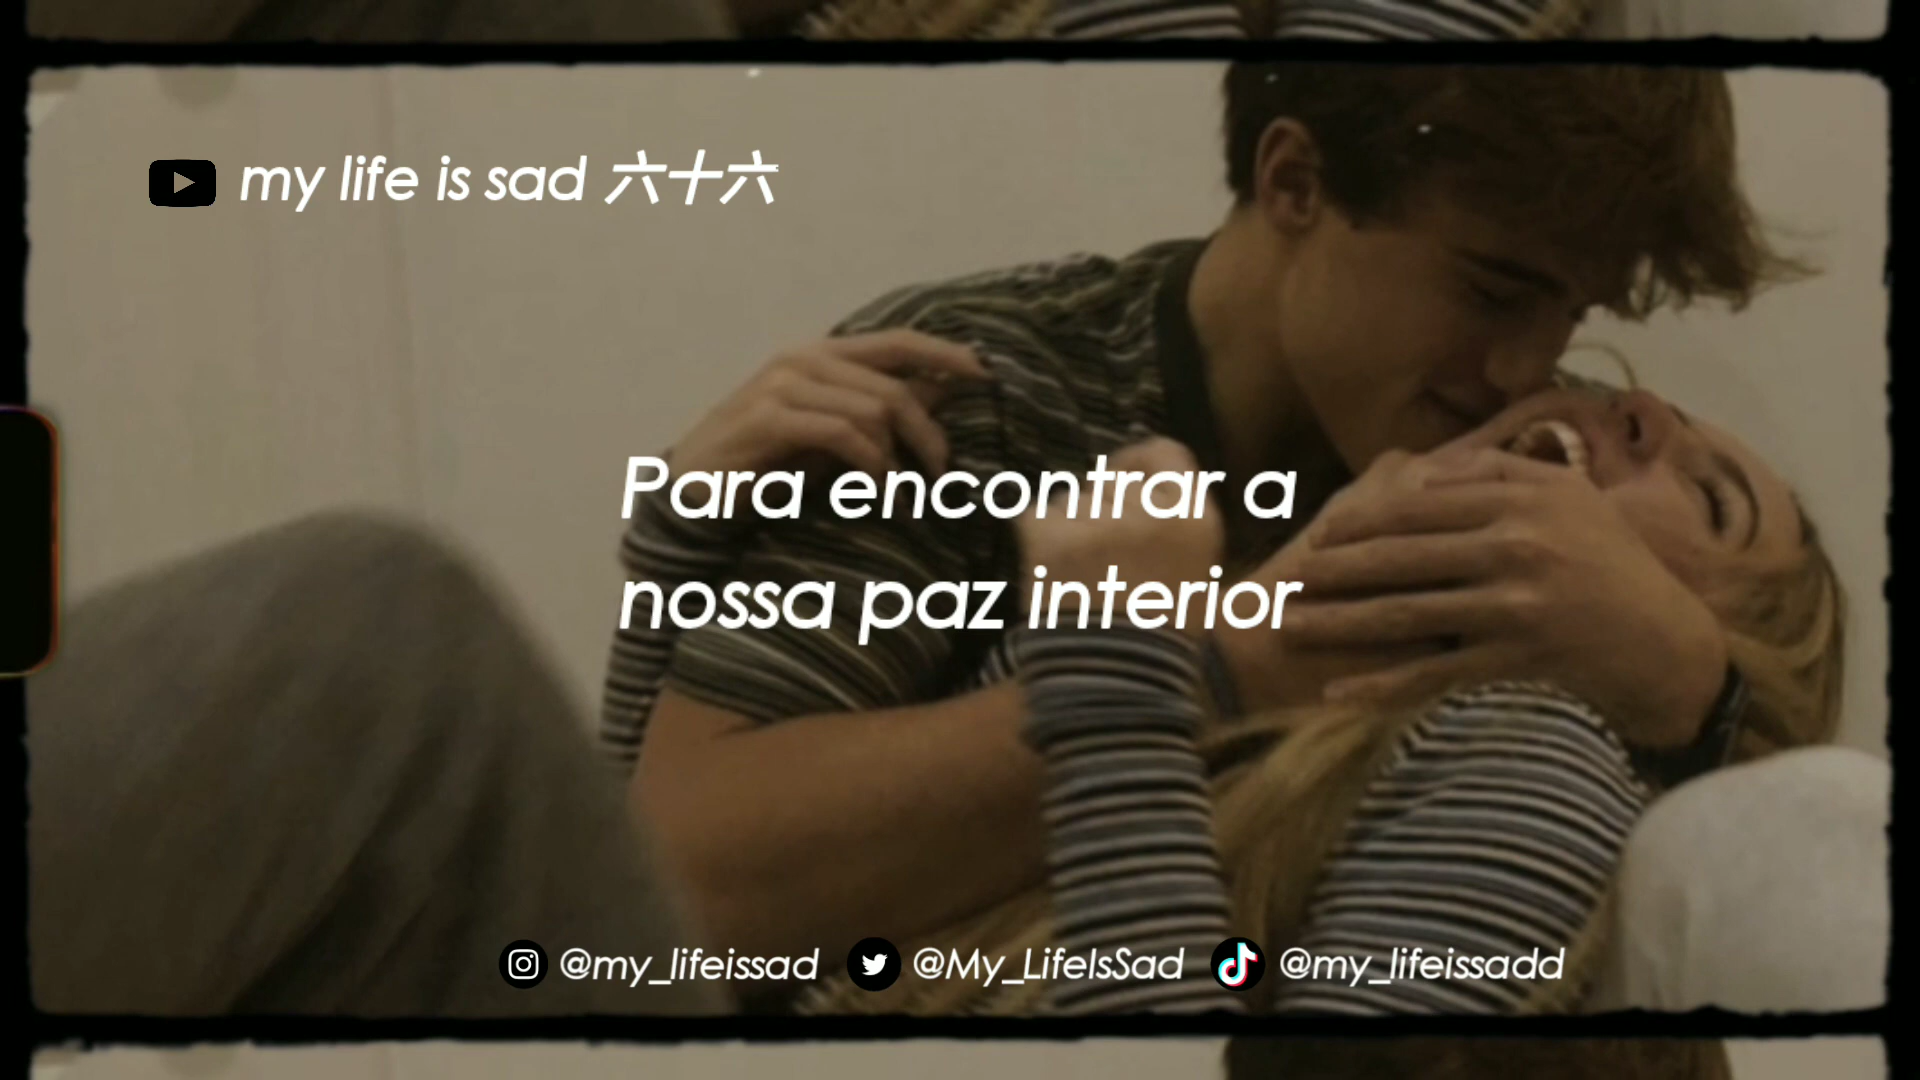 my life is sad 六十六
Para encontrar a
nossa paz interior
@my_lifeissad @My_LifeIsSad @my_lifeissadd